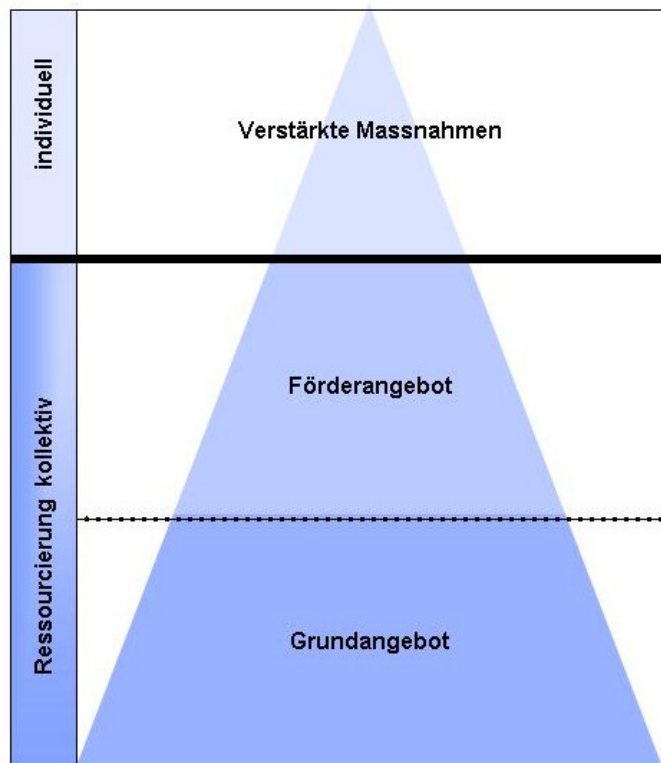 individuell
Verstärkte Massnahmen
Ressourcierung kollektiv
Förderangebot
Grundangebot